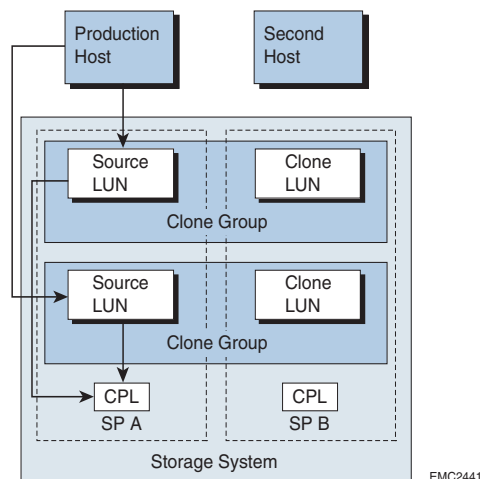 Production
Host
Second
Host
Source
LUN
Clone
LUN
Clone Group
Source
LUN
Clone
LUN
Clone Group
CPL
CPL
SP A
SP B
Storage System
EMC2441